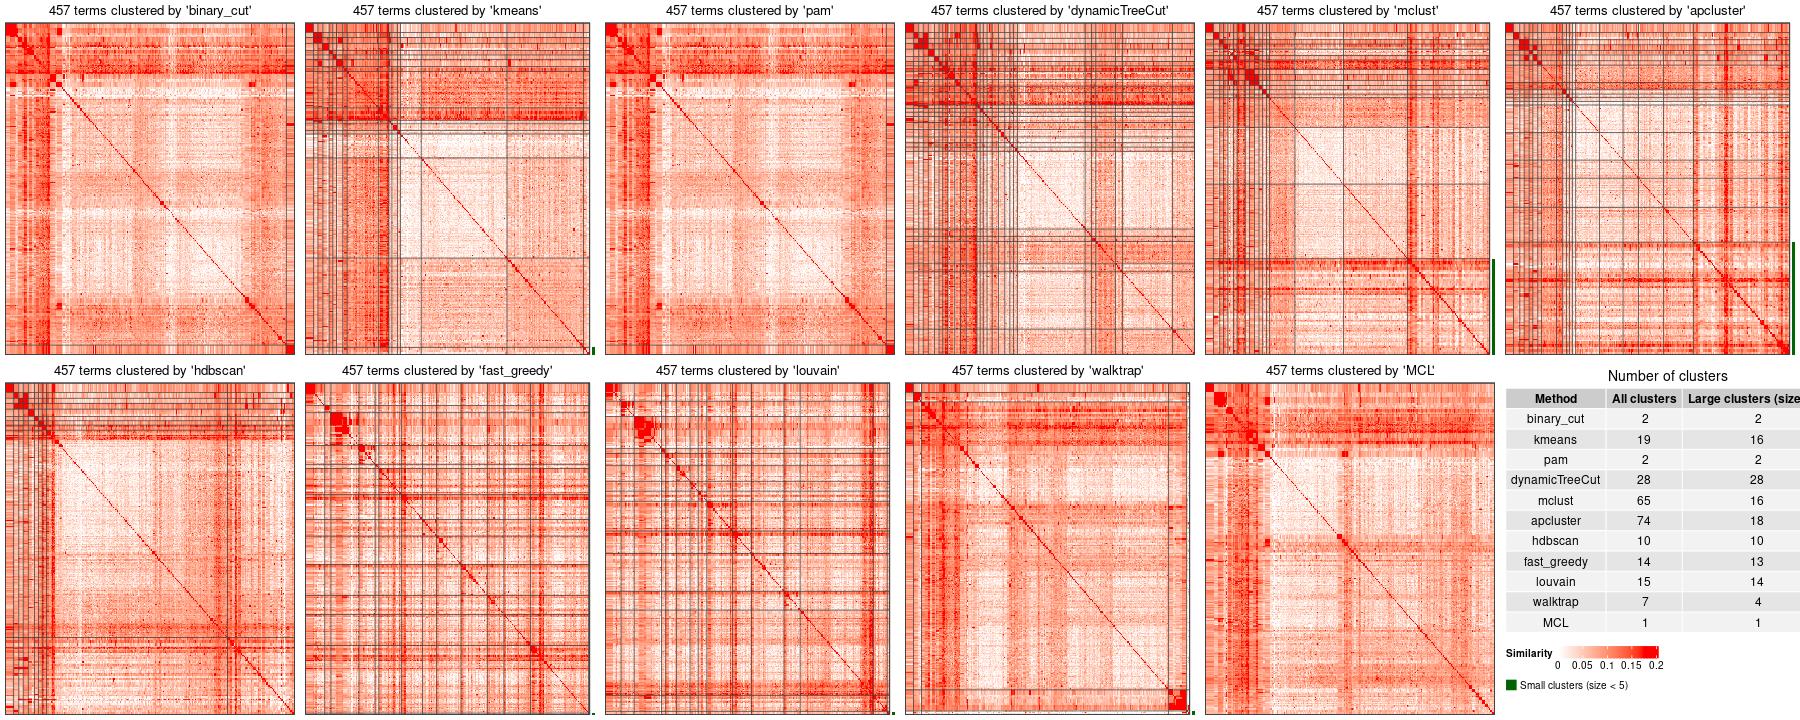 457 terms clustered by 'binary_cut'
457 terms clustered by 'kmeans'
457 terms clustered by 'pam'
457 terms clustered by 'dynamicTreeCut'
457 terms clustered by 'mclust'
457 terms clustered by 'apcluster'
457 terms clustered by 'hdbscan'
457 terms clustered by 'fast_greedy'
457 terms clustered by 'louvain'
457 terms clustered by 'walktrap'
457 terms clustered by 'MCL'
Number of clusters
Method All clusters Large clusters (size
binary_cut 2 2
kmeans 19 16
pam 2 2
dynamicTreeCut 28 28
mclust 65 16
apcluster 74 18
hdbscan 10 10
fast_greedy 14 13
louvain 15 14
walktrap 7 4
MCL 1 1
Similarity
0 0.05 0.1 0.15 0.2
Small clusters (size < 5)